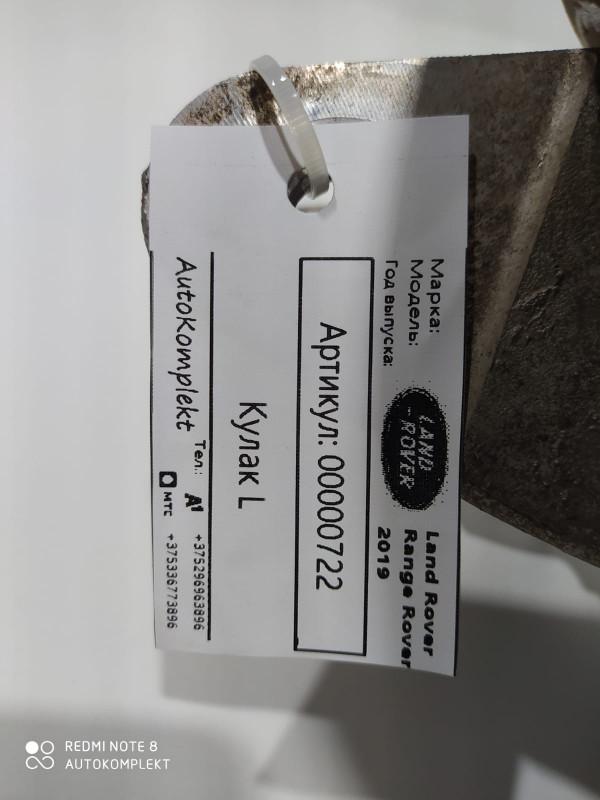 Марка: Land Rover
Модель: Range Rover
Год выпуска: 2019
LAND
-ROVER-
Артикул: 00000722
Кулак L
AutoKomplekt
Тел.: A1 +375296963896
МТС +375336773896
REDMI NOTE 8
AUTOKOMPLEKT